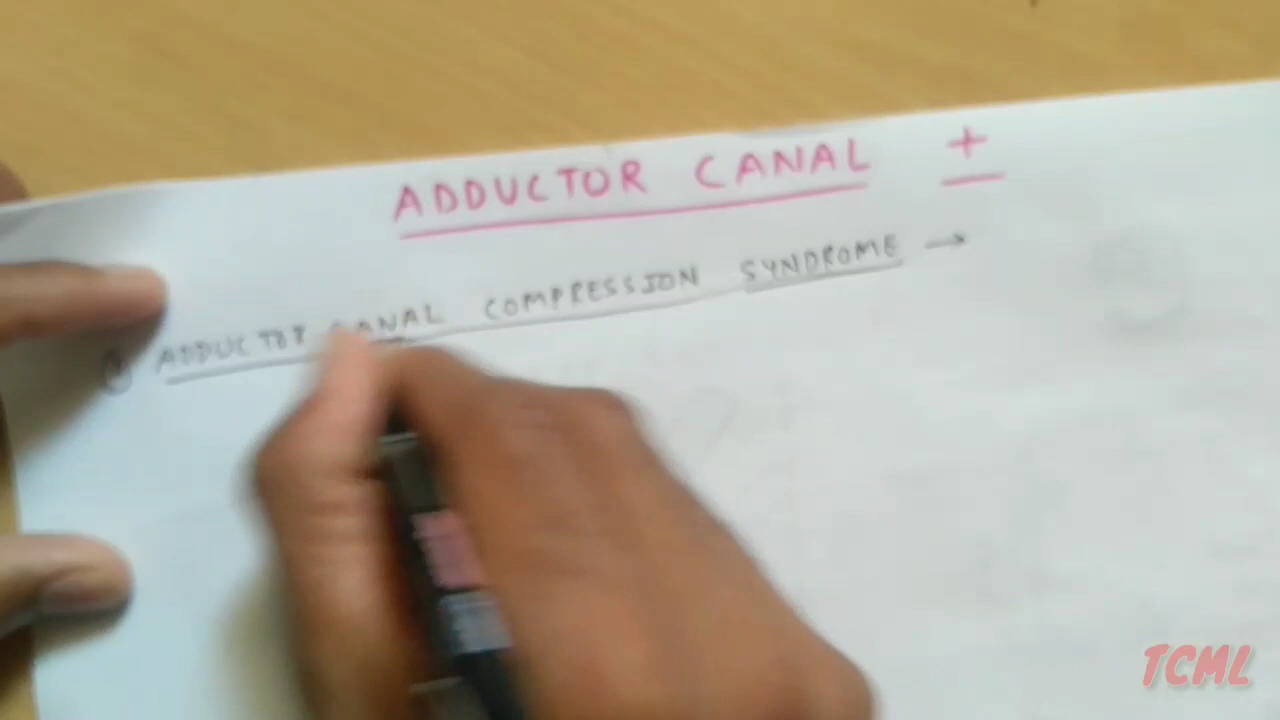 ADDUCTOR CANAL +
ADDUCTOR CANAL COMPRESSION SYNDROME →
TCML